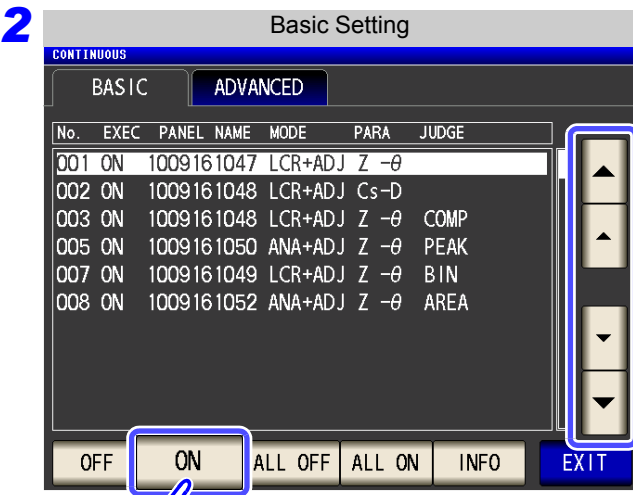 2
Basic Setting
CONTINUOUS
BASIC ADVANCED
No. EXEC PANEL NAME MODE PARA JUDGE
001 ON 1009161047 LCR+ADJ Z -θ
002 ON 1009161048 LCR+ADJ Cs-D
003 ON 1009161048 LCR+ADJ Z -θ COMP
005 ON 1009161050 ANA+ADJ Z -θ PEAK
007 ON 1009161049 LCR+ADJ Z -θ BIN
008 ON 1009161052 ANA+ADJ Z -θ AREA
OFF ON ALL OFF ALL ON INFO EXIT